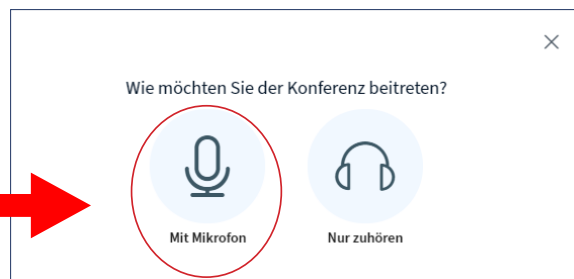 Wie möchten Sie der Konferenz beitreten?
Mit Mikrofon
Nur zuhören